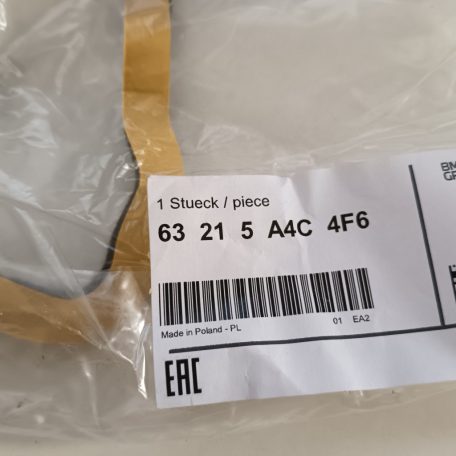 1 Stueck / piece
63 21 5 A4C 4F6
Made in Poland - PL 01 EA2
EAC